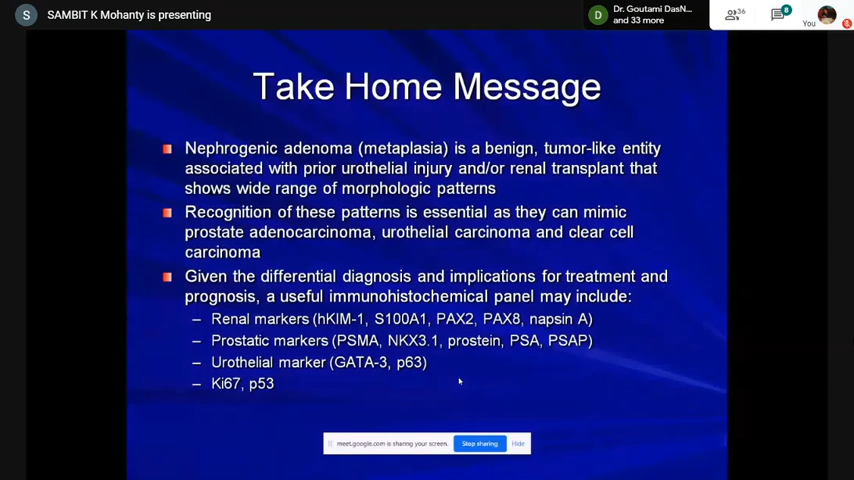 S SAMBIT K Mohanty is presenting
D Dr. Goutami DasN...
and 33 more
36
8
You
Take Home Message
Nephrogenic adenoma (metaplasia) is a benign, tumor-like entity
associated with prior urothelial injury and/or renal transplant that
shows wide range of morphologic patterns
Recognition of these patterns is essential as they can mimic
prostate adenocarcinoma, urothelial carcinoma and clear cell
carcinoma
Given the differential diagnosis and implications for treatment and
prognosis, a useful immunohistochemical panel may include:
– Renal markers (hKIM-1, S100A1, PAX2, PAX8, napsin A)
– Prostatic markers (PSMA, NKX3.1, prostein, PSA, PSAP)
– Urothelial marker (GATA-3, p63)
– Ki67, p53
meet.google.com is sharing your screen. Stop sharing Hide